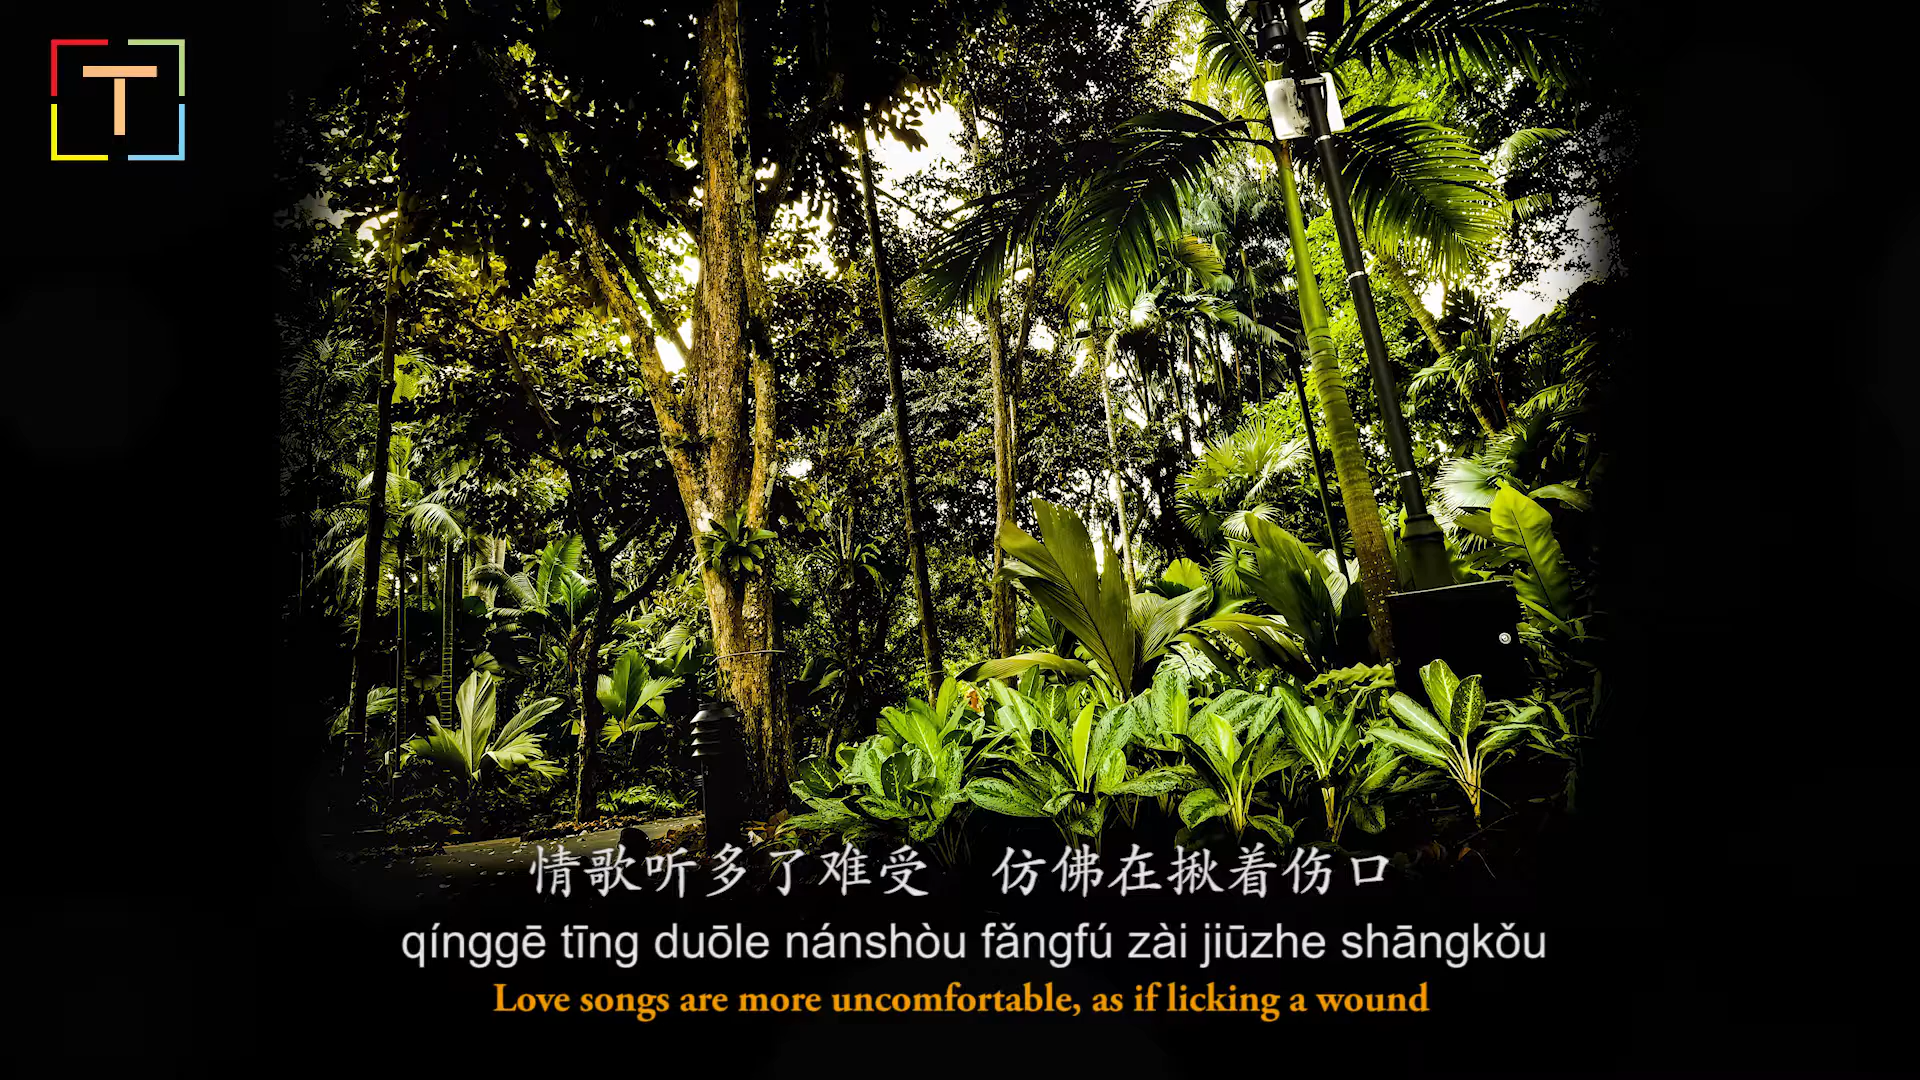 T
情歌听多了难受 仿佛在揪着伤口
qínggē tīng duōle nánshòu fǎngfú zài jiūzhe shāngkǒu
Love songs are more uncomfortable, as if licking a wound